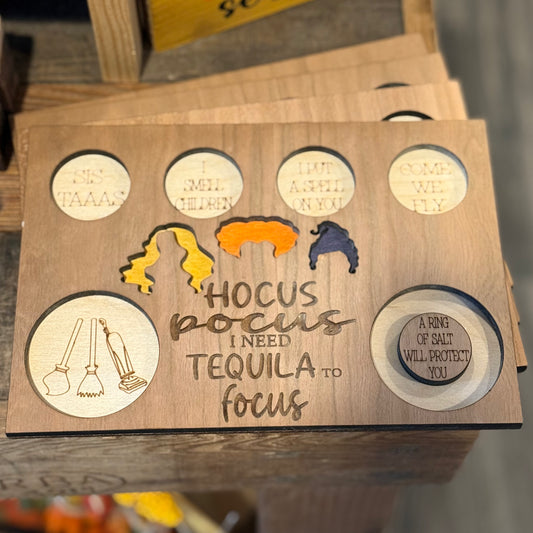 SIS
TAAAS
I
SMELL
CHILDREN
I PUT
A SPELL
ON YOU
COME
WE
FLY
HOCUS
pocus
I NEED
TEQUILA TO
focus
A RING
OF SALT
WILL PROTECT
YOU